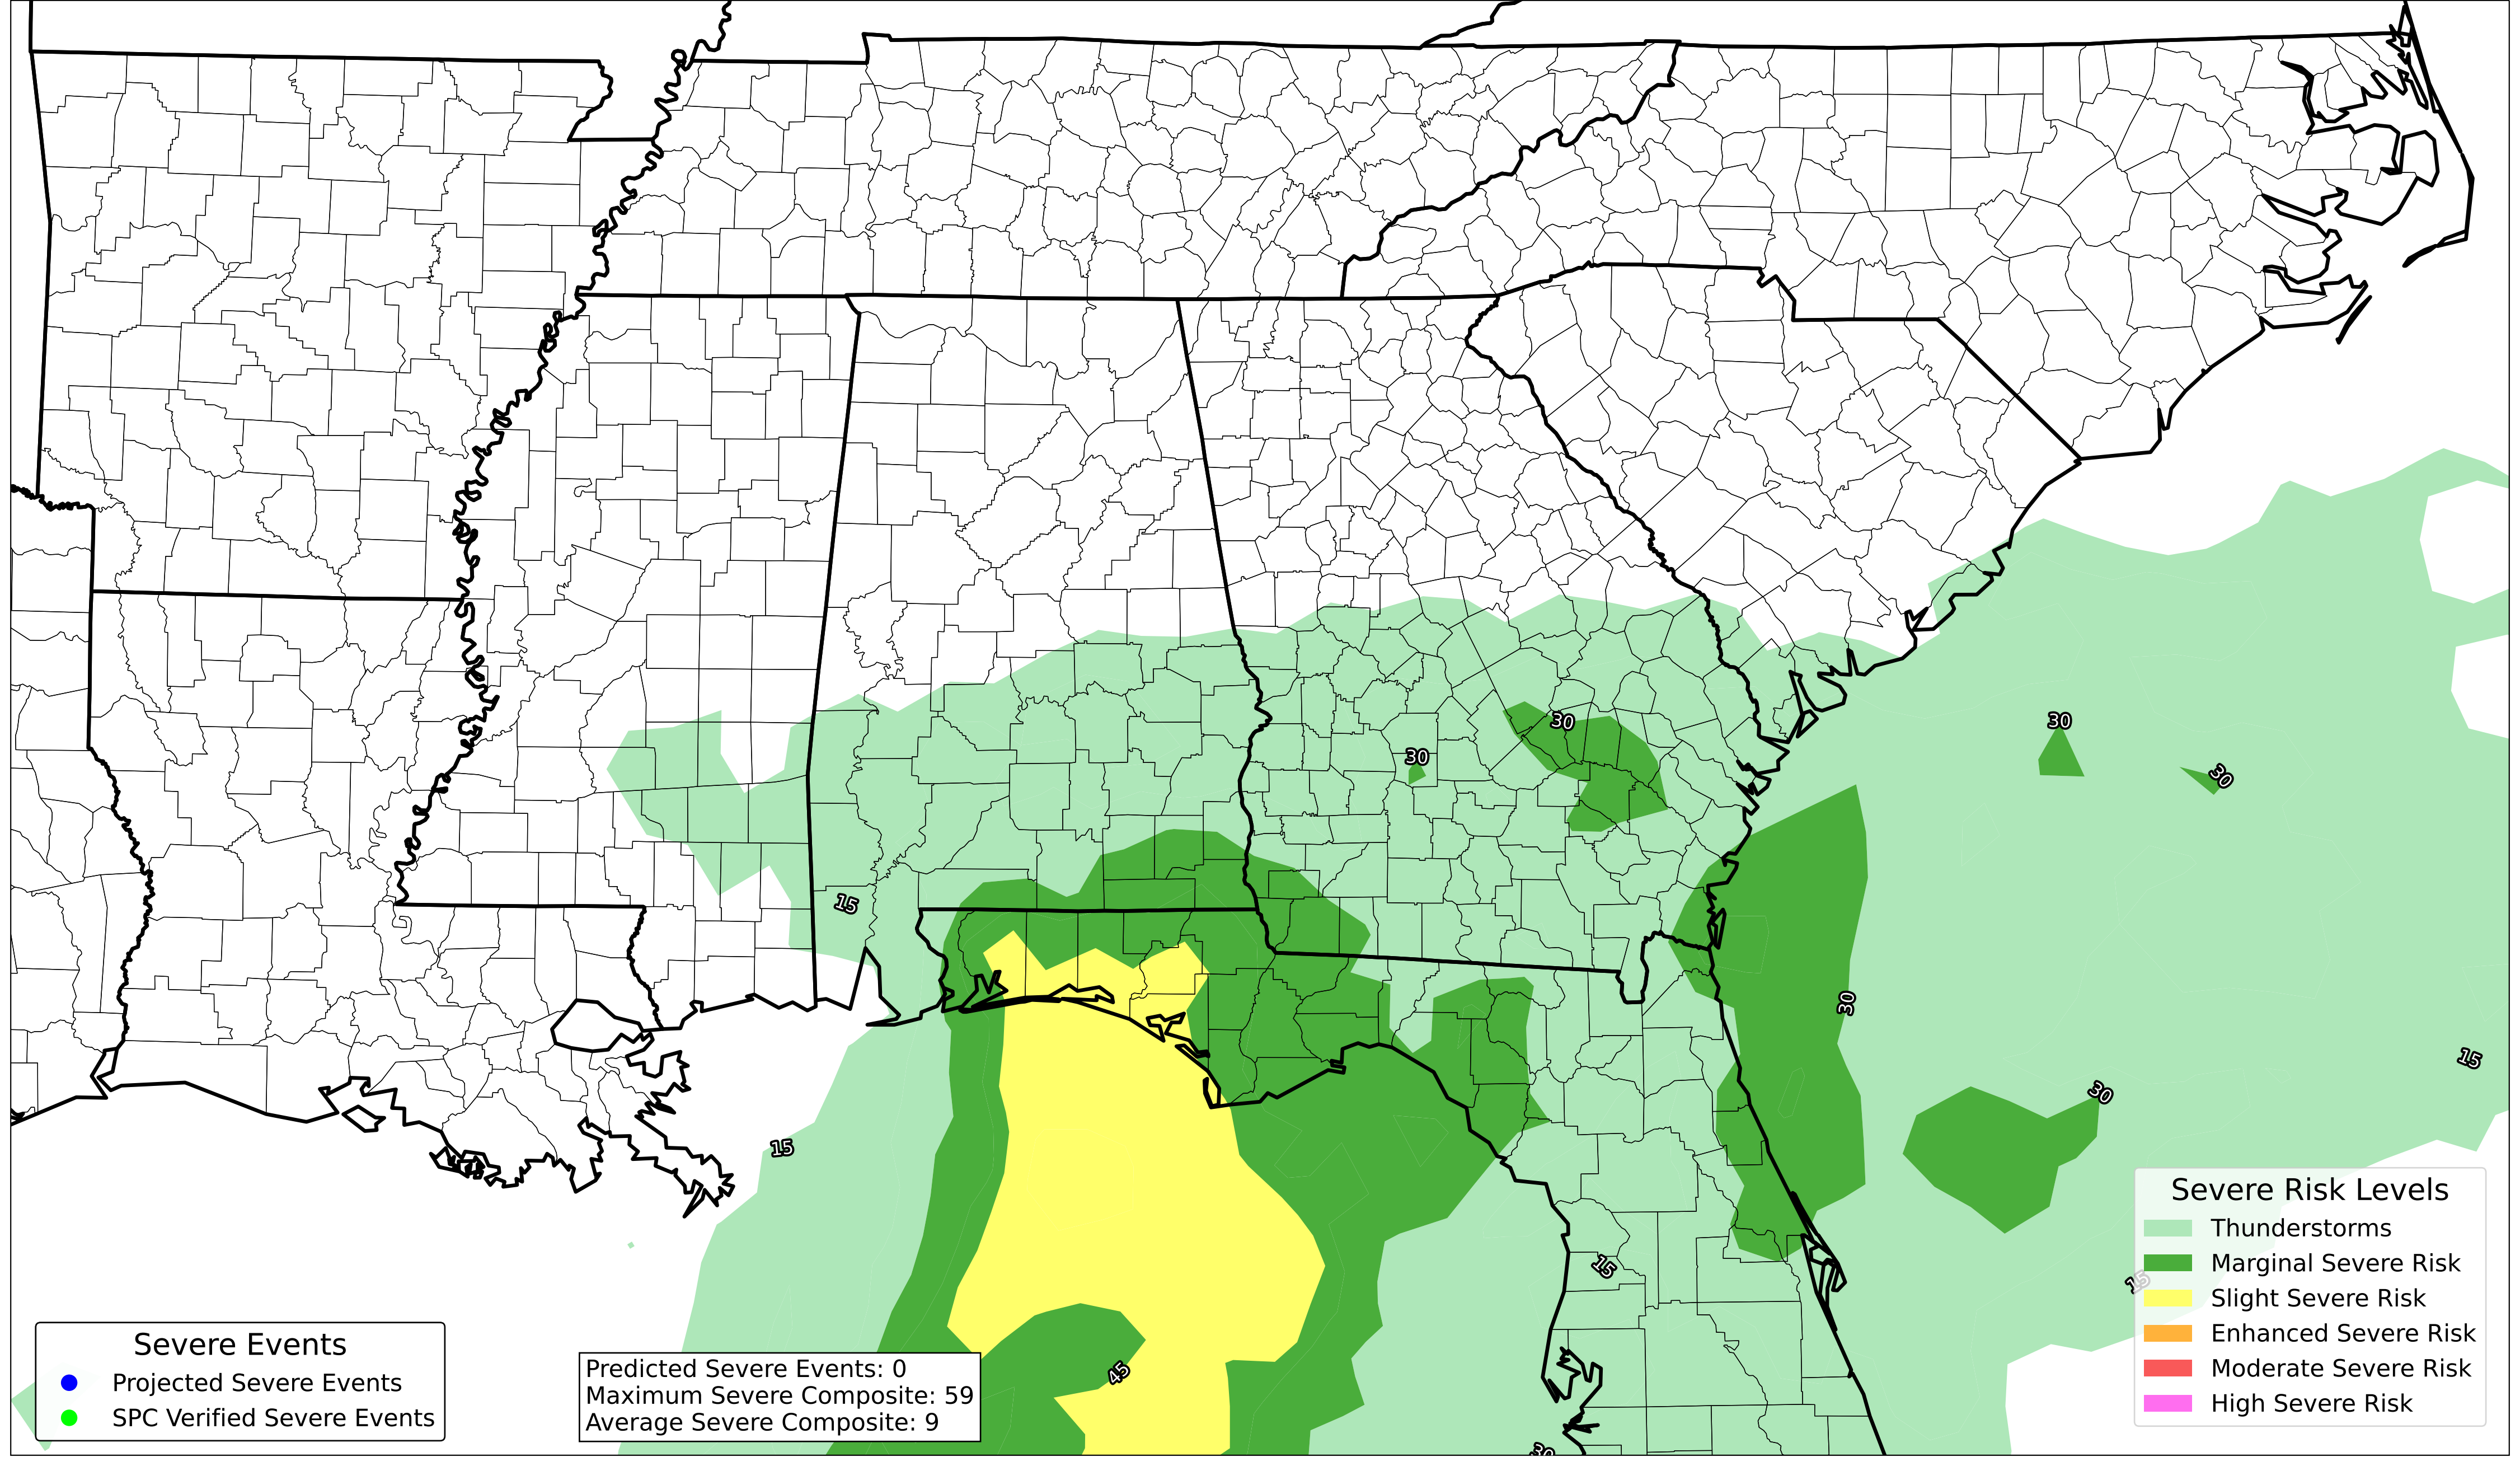 30
30
30
30
15
30
15
30
15
Severe Risk Levels
Thunderstorms
Marginal Severe Risk
Slight Severe Risk
Enhanced Severe Risk
Moderate Severe Risk
High Severe Risk
15
15
Severe Events
Projected Severe Events
SPC Verified Severe Events
Predicted Severe Events: 0
Maximum Severe Composite: 59
Average Severe Composite: 9
45
30